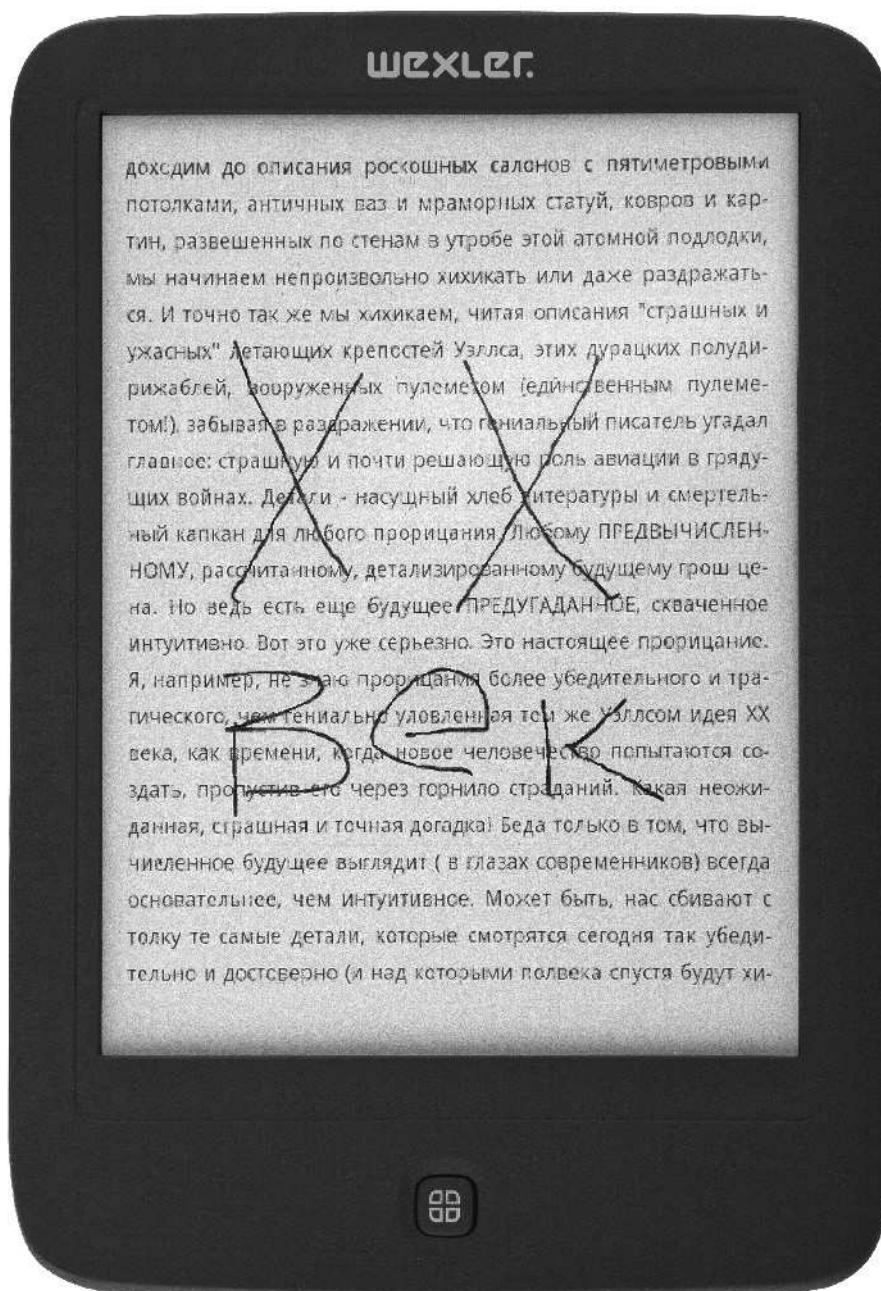 wexler.
доходим до описания роскошных салонов с пятиметровыми
потолками, античных ваз и мраморных статуй, ковров и кар-
тин, развешенных по стенам в утробе этой атомной подлодки,
мы начинаем непроизвольно хихикать или даже раздражать-
ся. И точно так же мы хихикаем, читая описания "страшных и
ужасных" летающих крепостей Уэллса, этих дурацких полуди-
рижаблей, вооруженных пулеметом (единственным пулеме-
том!), забывая в раздражении, что гениальный писатель угадал
главное: страшную и почти решающую роль авиации в гряду-
щих войнах. Детали - насущный хлеб литературы и смертель-
ный капкан для любого прорицания. Любому ПРЕДВЫЧИСЛЕН-
НОМУ, рассчитанному, детализированному будущему грош це-
на. Но ведь есть еще будущее ПРЕДУГАДАННОЕ, схваченное
интуитивно. Вот это уже серьезно. Это настоящее прорицание.
Я, например, не знаю прорицания более убедительного и тра-
гического, чем гениально уловленная тем же Уэллсом идея XX
века, как времени, когда новое человечество попытаются со-
здать, пропустив его через горнило страданий. Какая неожи-
данная, страшная и точная догадка! Беда только в том, что вы-
численное будущее выглядит ( в глазах современников) всегда
основательнее, чем интуитивное. Может быть, нас сбивают с
толку те самые детали, которые смотрятся сегодня так убеди-
тельно и достоверно (и над которыми полвека спустя будут хи-
XX
век